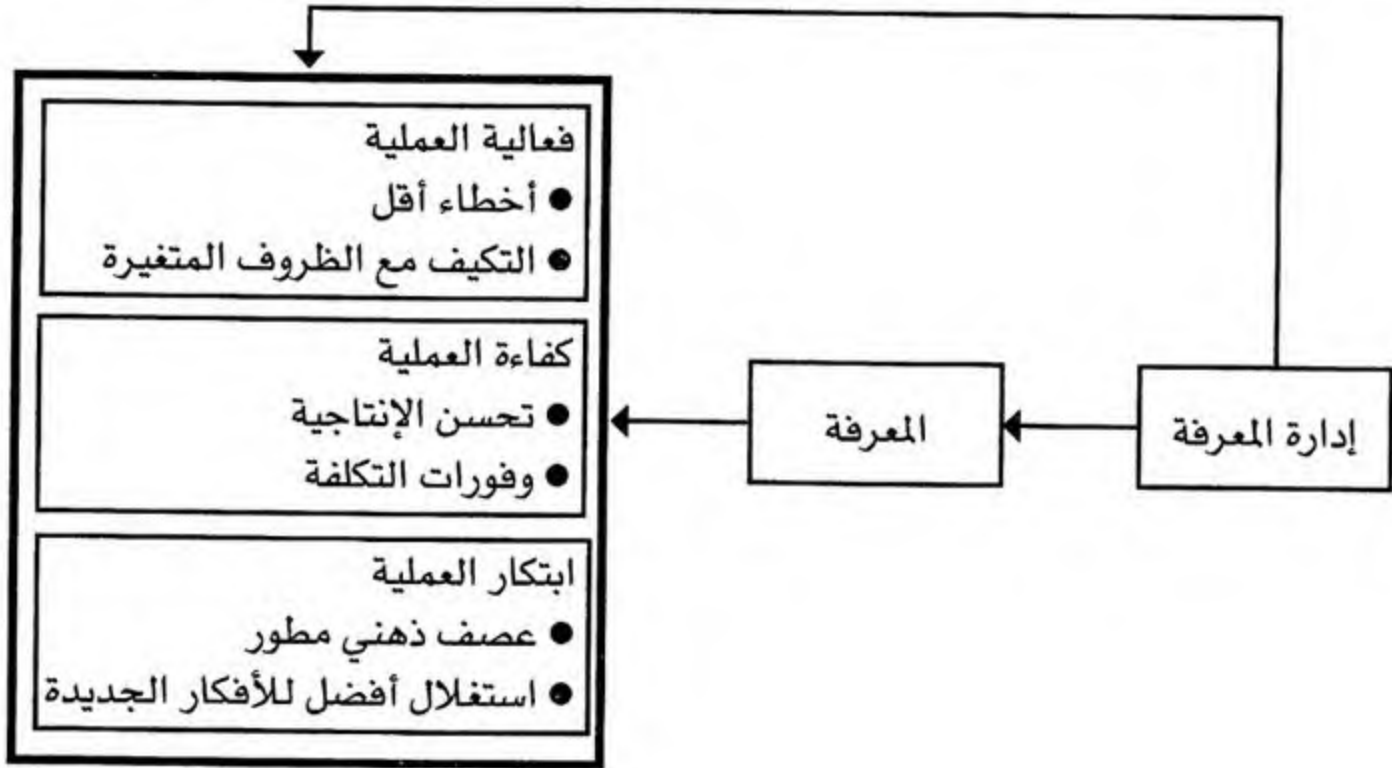 فعالية العملية
● أخطاء أقل
● التكيف مع الظروف المتغيرة
كفاءة العملية
● تحسن الإنتاجية
● وفورات التكلفة
ابتكار العملية
● عصف ذهني مطور
● استغلال أفضل للأفكار الجديدة
المعرفة
إدارة المعرفة